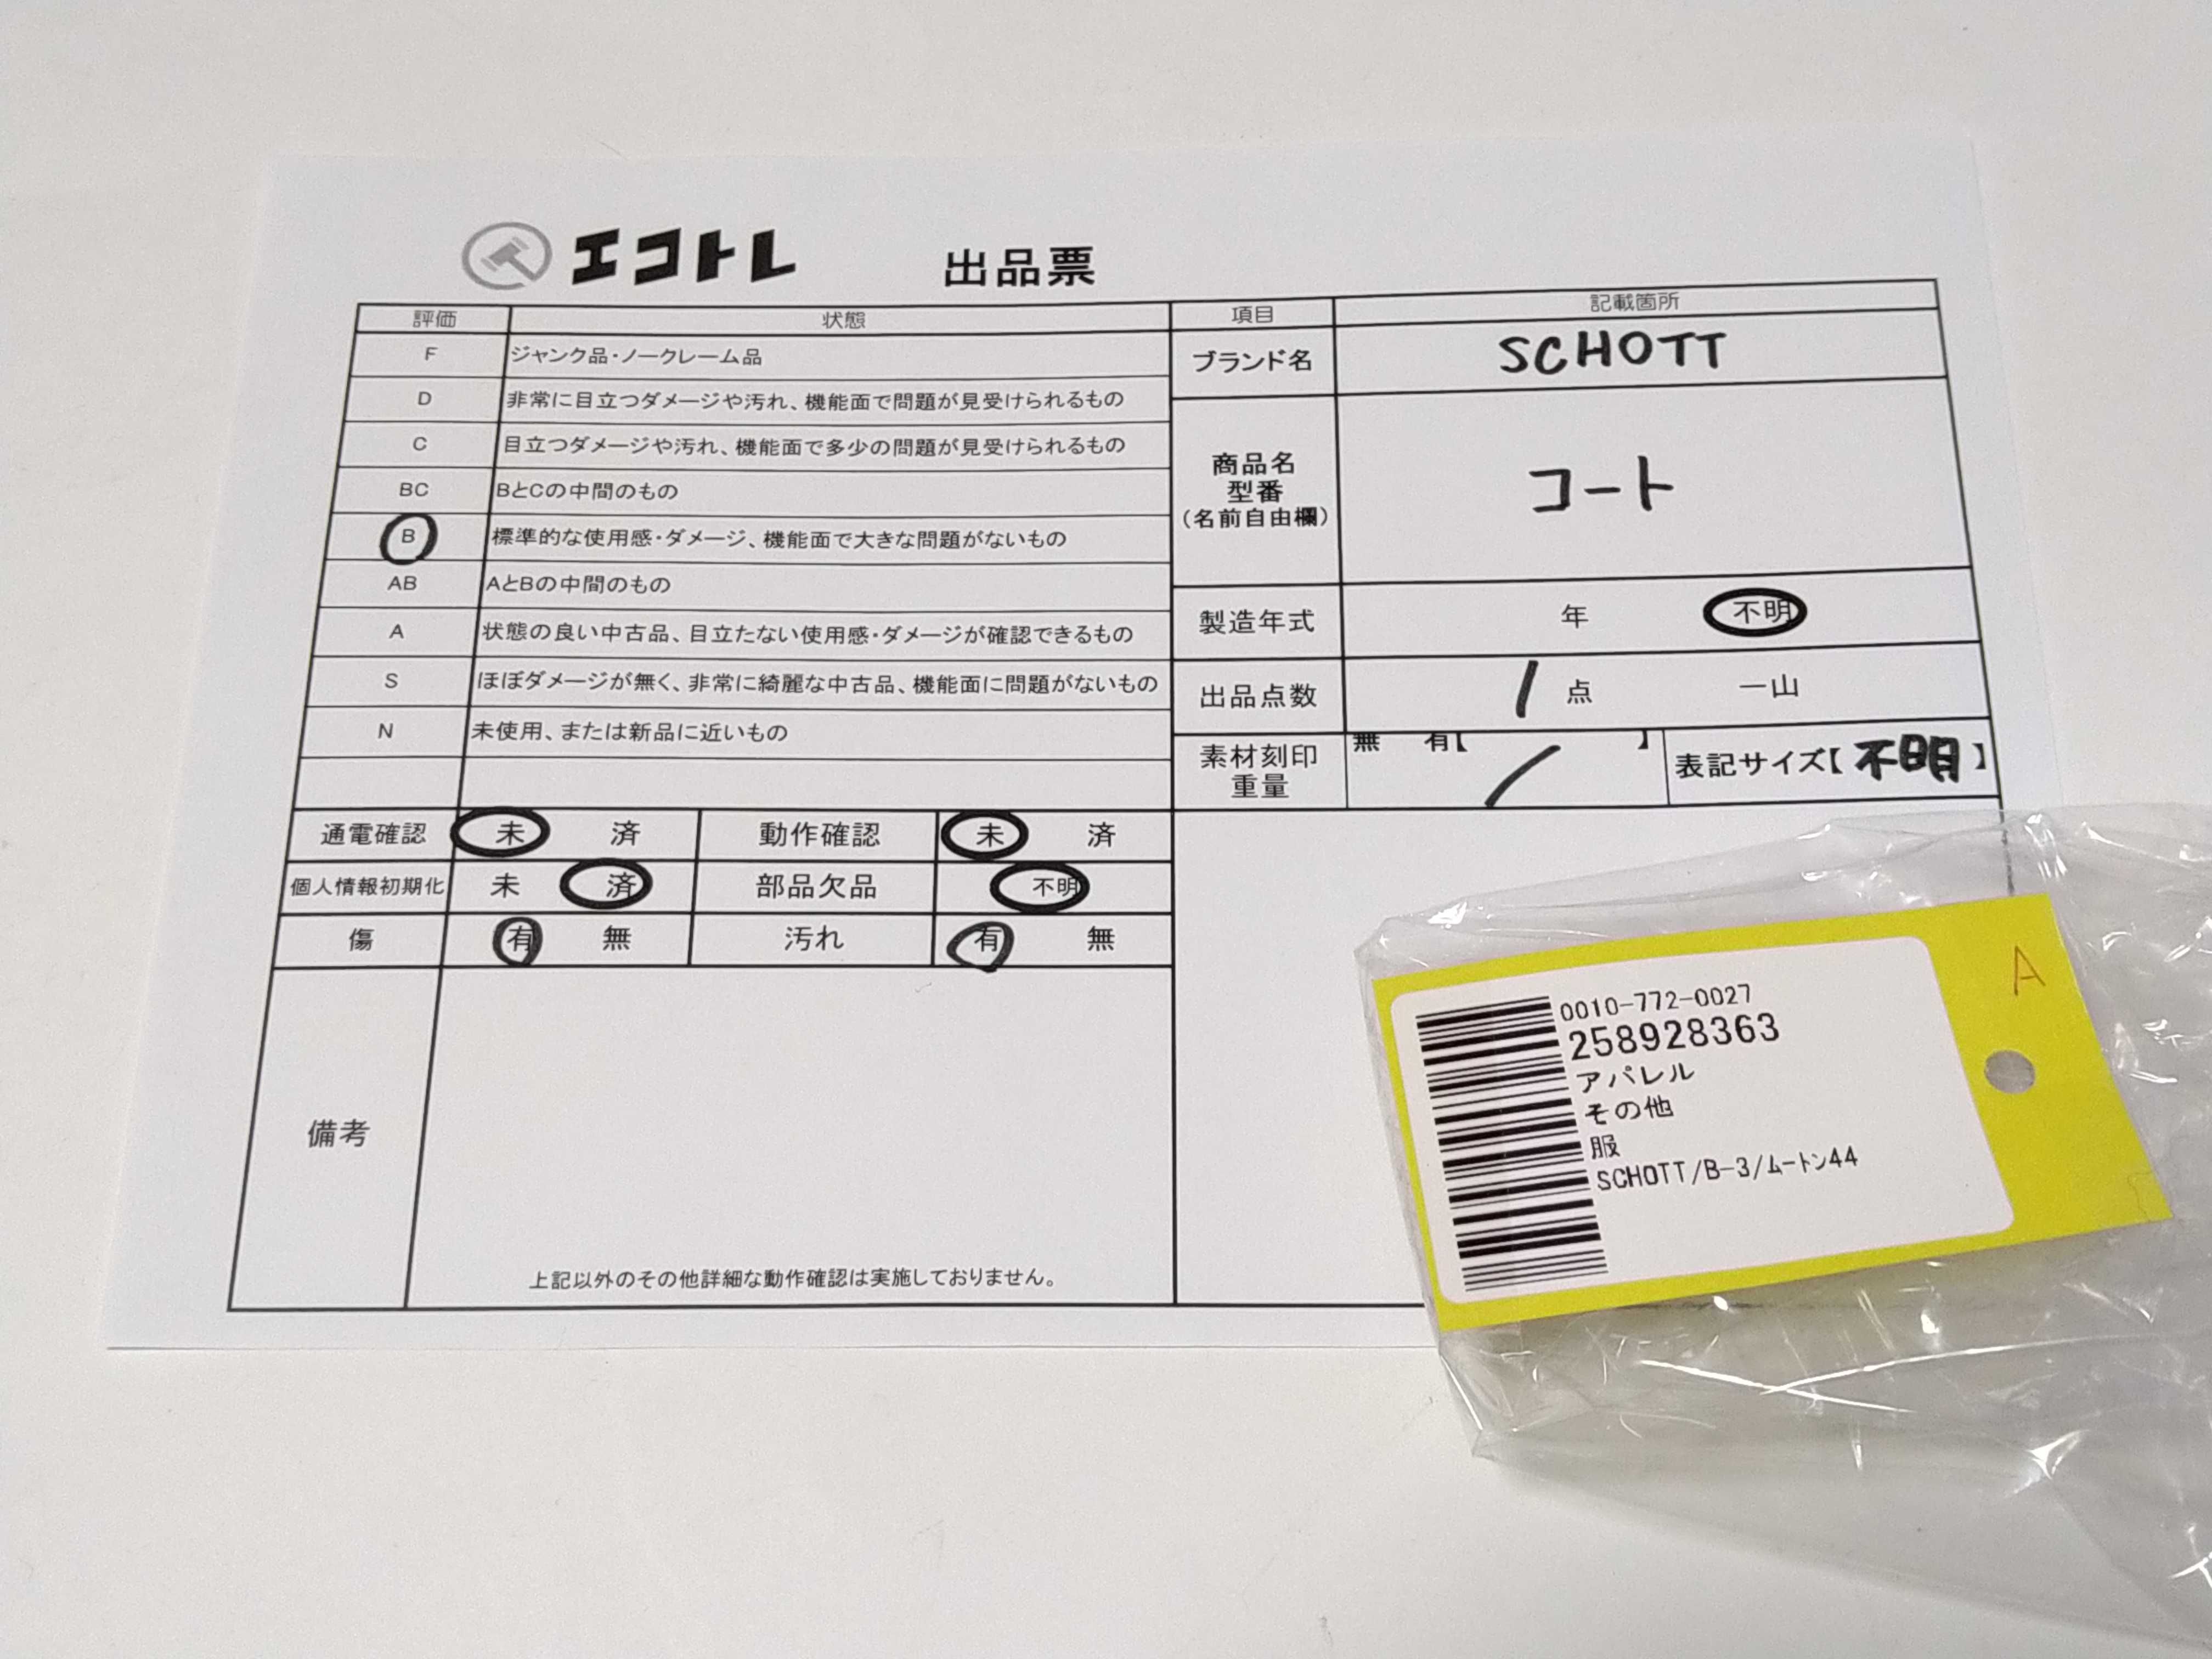 エコトレ 出品票
評価 状態 項目 記載箇所
F ジャンク品・ノークレーム品
D 非常に目立つダメージや汚れ、機能面で問題が見受けられるもの
C 目立つダメージや汚れ、機能面で多少の問題が見受けられるもの
BC BとCの中間のもの
B 標準的な使用感・ダメージ、機能面で大きな問題がないもの
AB AとBの中間のもの
A 状態の良い中古品、目立たない使用感・ダメージが確認できるもの
S ほぼダメージが無く、非常に綺麗な中古品、機能面に問題がないもの
N 未使用、または新品に近いもの
ブランド名 SCHOTT
商品名
型番
(名前自由欄)
コート
製造年式 年 不明
出品点数 1 点 一山
素材刻印
重量
無 有【 / 】
表記サイズ【不明】
通電確認 未 済 動作確認 未 済
個人情報初期化 未 済 部品欠品 不明
傷 有 無 汚れ 有 無
備考
上記以外のその他詳細な動作確認は実施しておりません。
A
0010-772-0027
258928363
アパレル
その他
服
SCHOTT/B-3/ムートン44